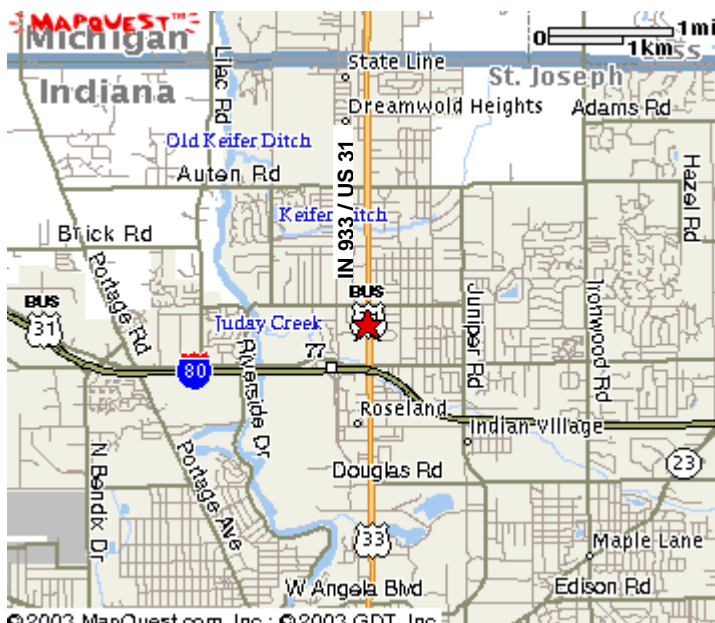 MAPQUEST™
Michigan
Indiana
Lilac Rd
0 1mi
1km
SS
State Line
St. Joseph
Dreamwold Heights
Adams Rd
Old Keifer Ditch
Auten Rd
IN 933 / US 31
Hazel Rd
Keifer Ditch
Brick Rd
Portage Rd
BUS
31
BUS
Juday Creek
Juniper Rd
Ironwood Rd
77
80
Riverside Dr
Roseland
Indian Village
N Bendix Dr
Portage Ave
Douglas Rd
23
33
Maple Lane
W Angela Blvd
Edison Rd
©2003 MapQuest.com, Inc.; ©2003 GDT, Inc.